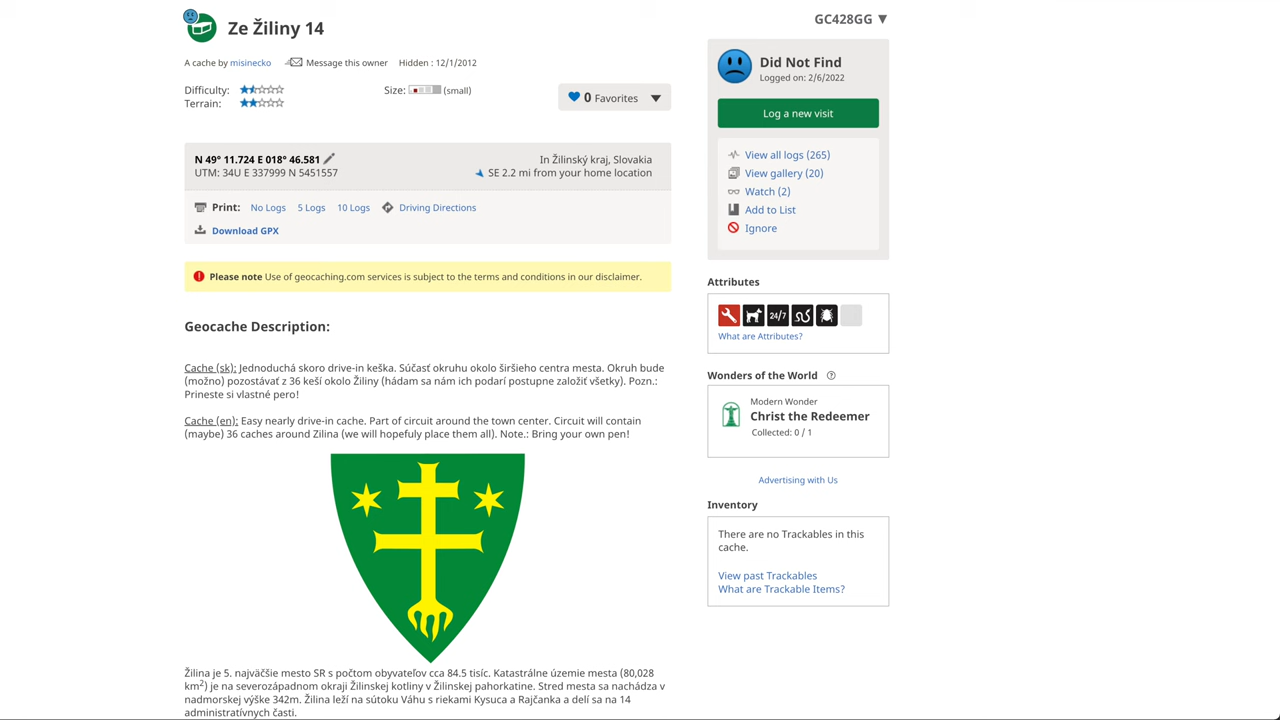 Ze Žiliny 14
GC428GG ▼
A cache by misinecko Message this owner Hidden : 12/1/2012
Difficulty:
Size: (small)
Terrain:
0 Favorites
Did Not Find
Logged on: 2/6/2022
Log a new visit
View all logs (265)
View gallery (20)
Watch (2)
Add to List
Ignore
N 49° 11.724 E 018° 46.581
UTM: 34U E 337999 N 5451557
In Žilinský kraj, Slovakia
SE 2.2 mi from your home location
Print: No Logs 5 Logs 10 Logs Driving Directions
Download GPX
Please note Use of geocaching.com services is subject to the terms and conditions in our disclaimer.
Geocache Description:
Cache (sk): Jednoduchá skoro drive-in keška. Súčasť okruhu okolo širšieho centra mesta. Okruh bude
(možno) pozostávať z 36 keší okolo Žiliny (hádam sa nám ich podarí postupne založiť všetky). Pozn.:
Prineste si vlastné pero!
Cache (en): Easy nearly drive-in cache. Part of circuit around the town center. Circuit will contain
(maybe) 36 caches around Zilina (we will hopefuly place them all). Note.: Bring your own pen!
Žilina je 5. najväčšie mesto SR s počtom obyvateľov cca 84.5 tisíc. Katastrálne územie mesta (80,028
km2) je na severozápadnom okraji Žilinskej kotliny v Žilinskej pahorkatine. Stred mesta sa nachádza v
nadmorskej výške 342m. Žilina leží na sútoku Váhu s riekami Kysuca a Rajčanka a delí sa na 14
administratívnych častí.
Attributes
24/7
What are Attributes?
Wonders of the World
Modern Wonder
Christ the Redeemer
Collected: 0 / 1
Advertising with Us
Inventory
There are no Trackables in this
cache.
View past Trackables
What are Trackable Items?